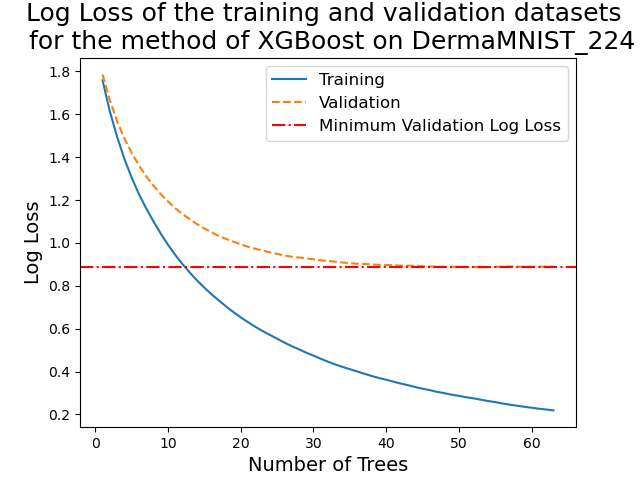 Log Loss of the training and validation datasets
for the method of XGBoost on DermaMNIST_224
Training
Validation
Minimum Validation Log Loss
Log Loss
1.8
1.6
1.4
1.2
1.0
0.8
0.6
0.4
0.2
0 10 20 30 40 50 60
Number of Trees